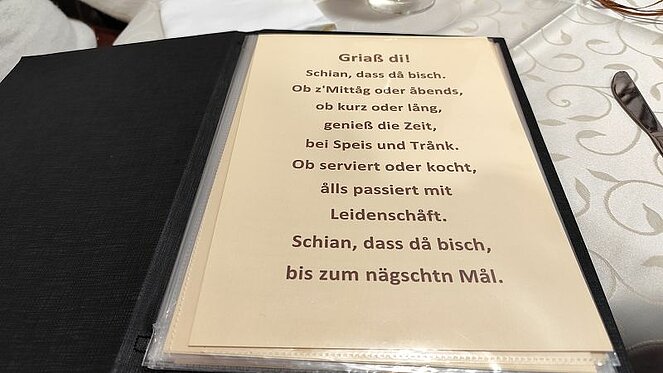 Griaß di!
Schian, dass då bisch.
Ob z'Mittåg oder åbends,
ob kurz oder lång,
genieß die Zeit,
bei Speis und Trånk.
Ob serviert oder kocht,
ålls passiert mit
Leidenschåft.
Schian, dass då bisch,
bis zum nägschtn Mål.